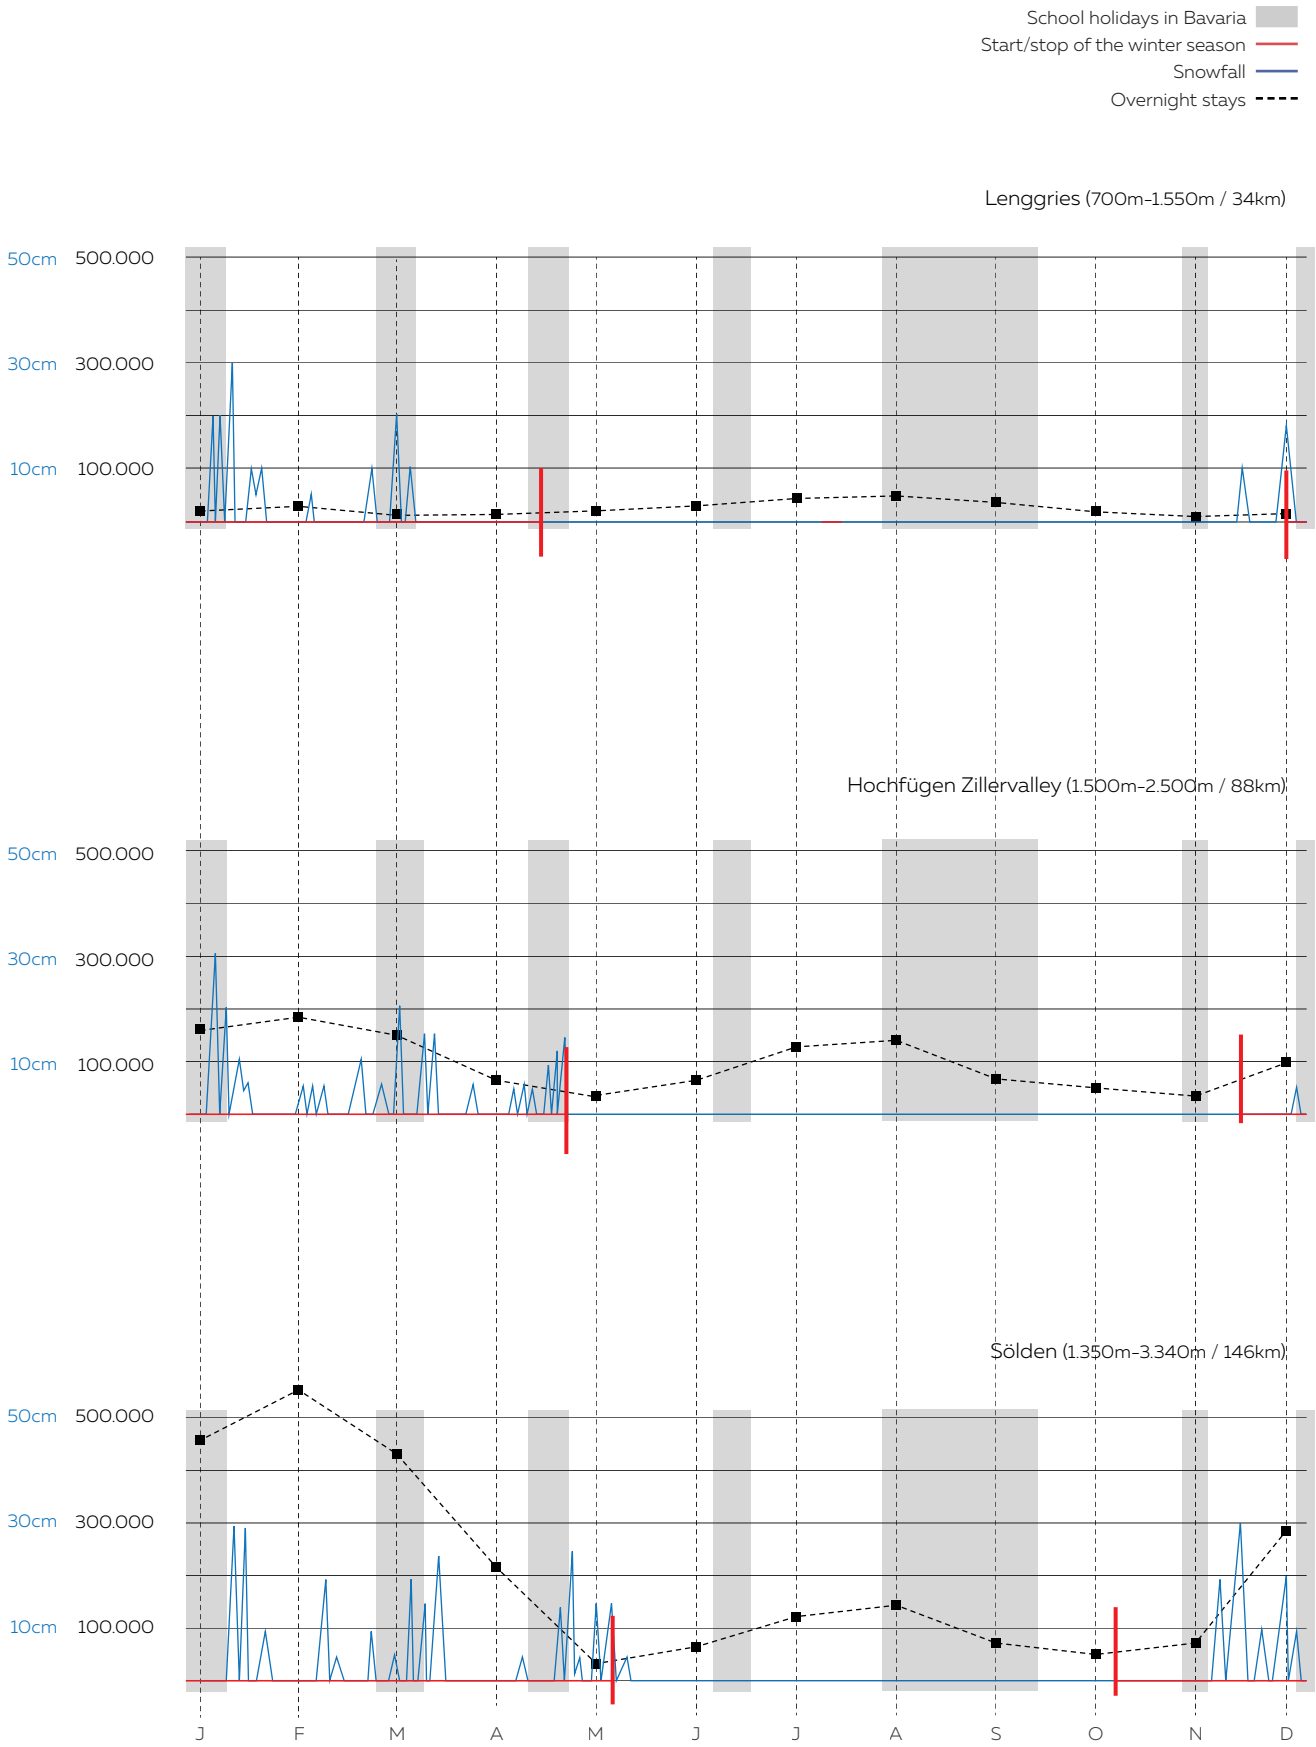 School holidays in Bavaria
Start/stop of the winter season
Snowfall
Overnight stays
Lenggries (700m-1.550m / 34km)
50cm 500.000
30cm 300.000
10cm 100.000
Hochfügen Zillervalley (1.500m-2.500m / 88km)
50cm 500.000
30cm 300.000
10cm 100.000
Sölden (1.350m-3.340m / 146km)
50cm 500.000
30cm 300.000
10cm 100.000
J F M A M J J A S O N D